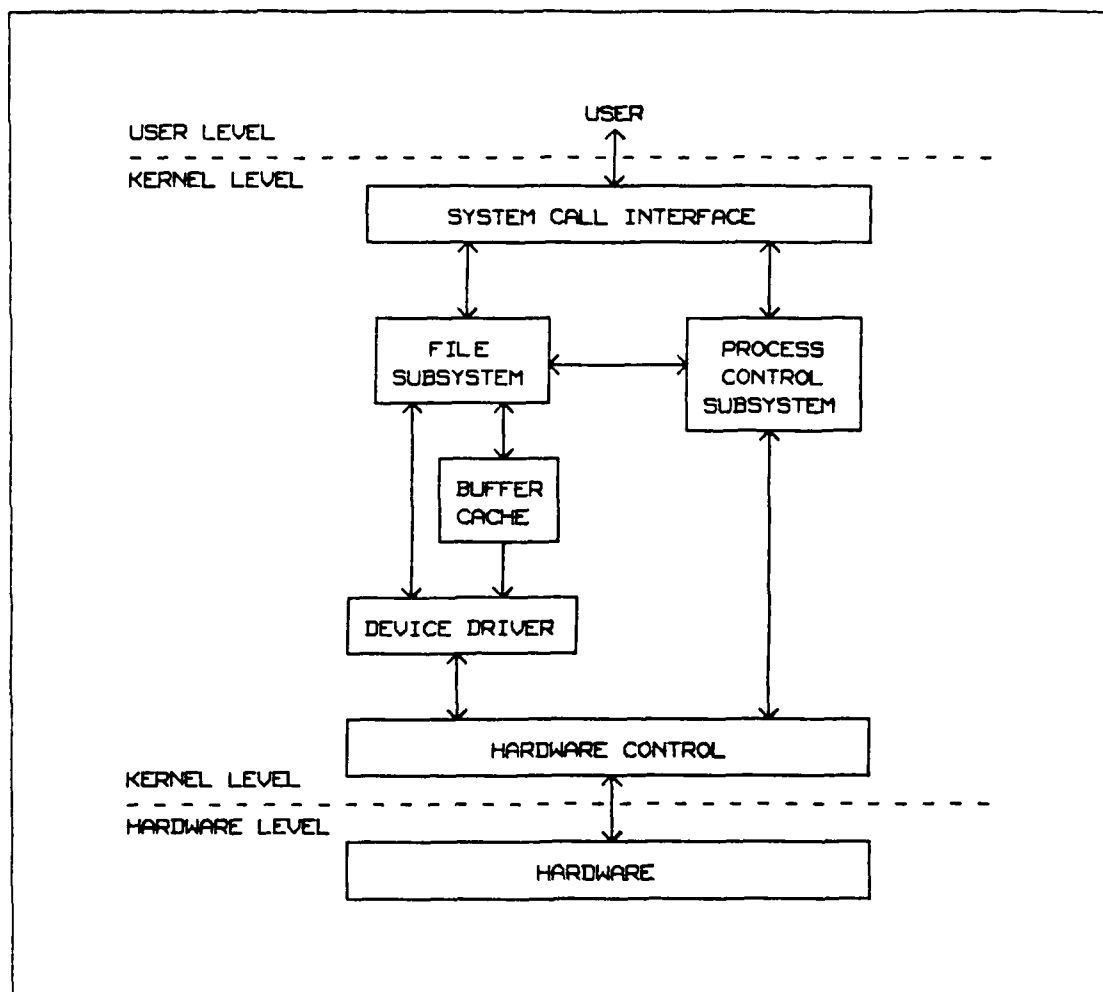 USER
USER LEVEL
KERNEL LEVEL
SYSTEM CALL INTERFACE
FILE
SUBSYSTEM
PROCESS
CONTROL
SUBSYSTEM
BUFFER
CACHE
DEVICE DRIVER
HARDWARE CONTROL
KERNEL LEVEL
HARDWARE LEVEL
HARDWARE